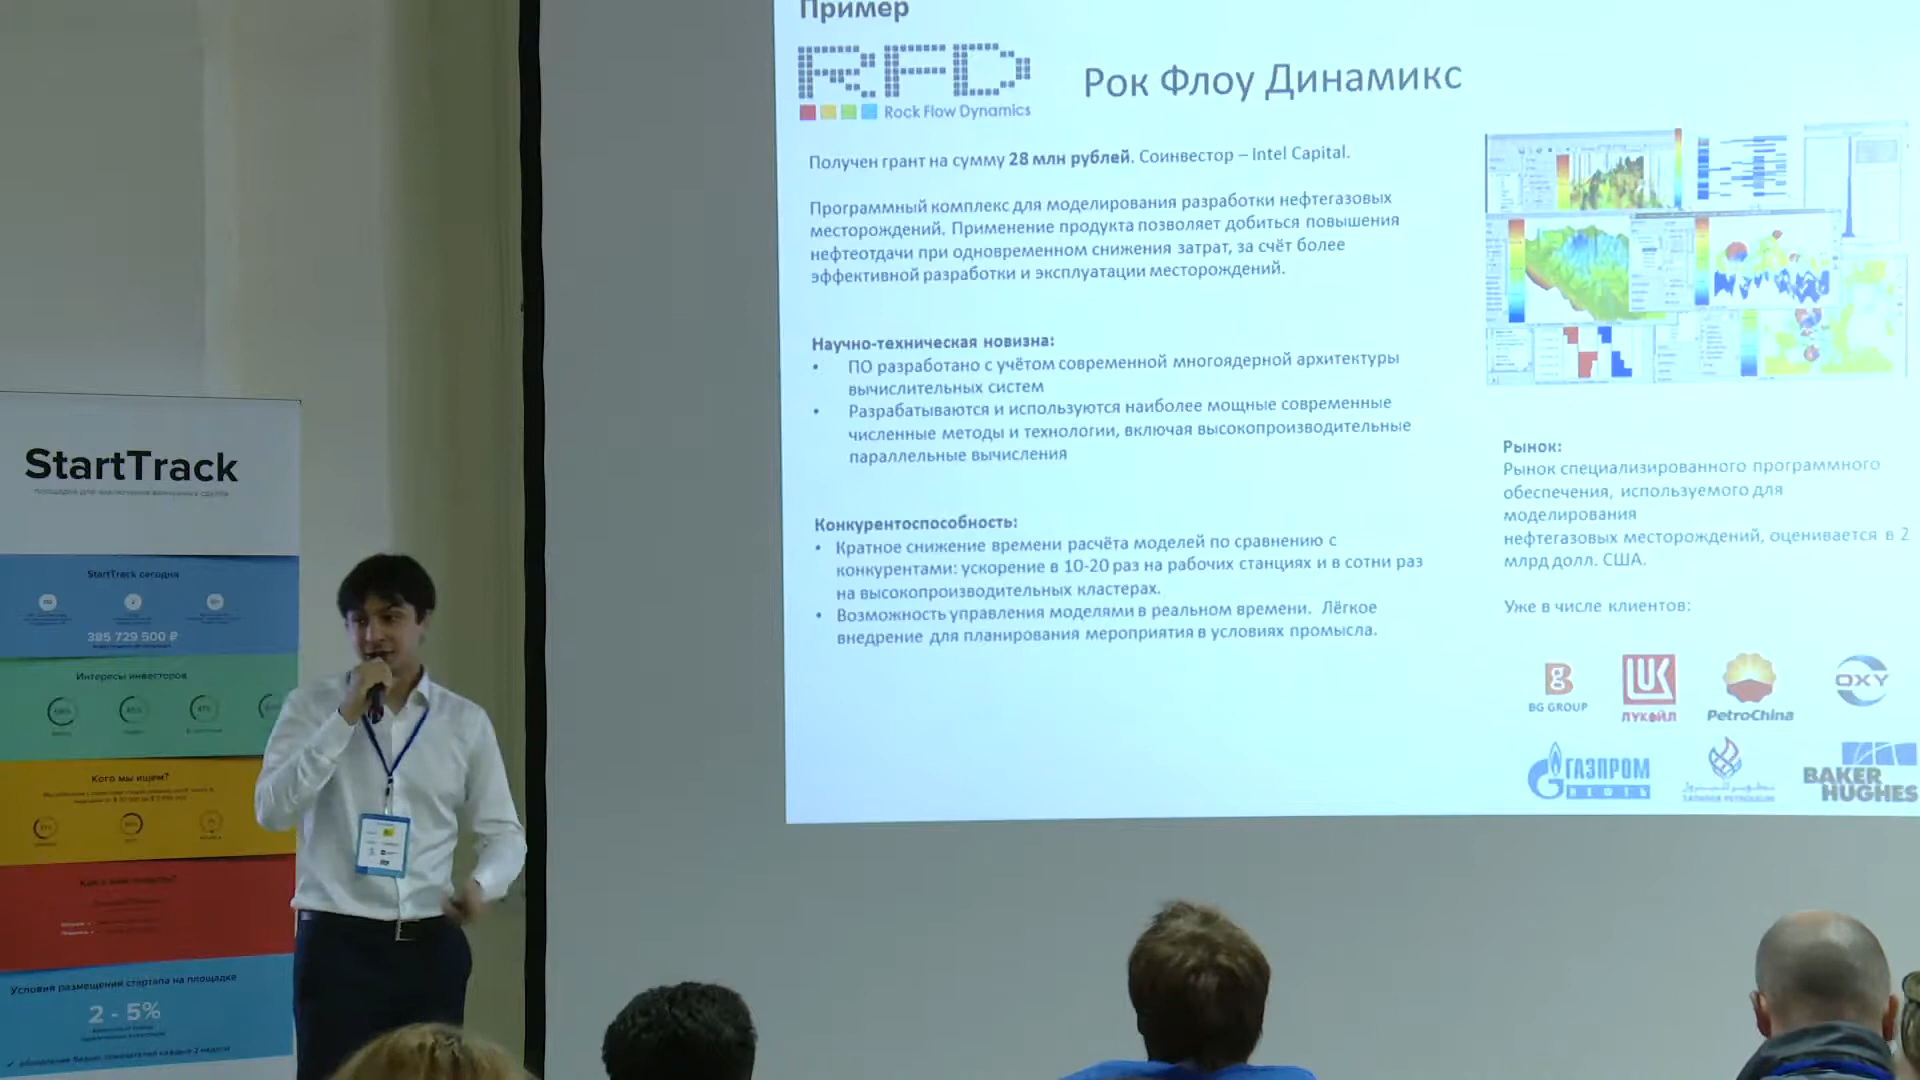 Пример
RFD
Rock Flow Dynamics
Рок Флоу Динамикс
Получен грант на сумму 28 млн рублей. Соинвестор – Intel Capital.
Программный комплекс для моделирования разработки нефтегазовых
месторождений. Применение продукта позволяет добиться повышения
нефтеотдачи при одновременном снижения затрат, за счёт более
эффективной разработки и эксплуатации месторождений.
Научно-техническая новизна:
• ПО разработано с учётом современной многоядерной архитектуры
вычислительных систем
• Разрабатываются и используются наиболее мощные современные
численные методы и технологии, включая высокопроизводительные
параллельные вычисления
Конкурентоспособность:
• Кратное снижение времени расчёта моделей по сравнению с
конкурентами: ускорение в 10-20 раз на рабочих станциях и в сотни раз
на высокопроизводительных кластерах.
• Возможность управления моделями в реальном времени. Лёгкое
внедрение для планирования мероприятия в условиях промысла.
Рынок:
Рынок специализированного программного
обеспечения, используемого для
моделирования
нефтегазовых месторождений, оценивается в 2
млрд долл. США.
Уже в числе клиентов:
BG GROUP
ЛУКОЙЛ
PetroChina
OXY
ГАЗПРОМ
НЕФТЬ
BAKER
HUGHES
StartTrack
площадка для заключения венчурных сделок
StartTrack сегодня
385 729 500 ₽
Интересы инвесторов
Кого мы ищем?
Условия размещения стартапа на площадке
2 - 5%